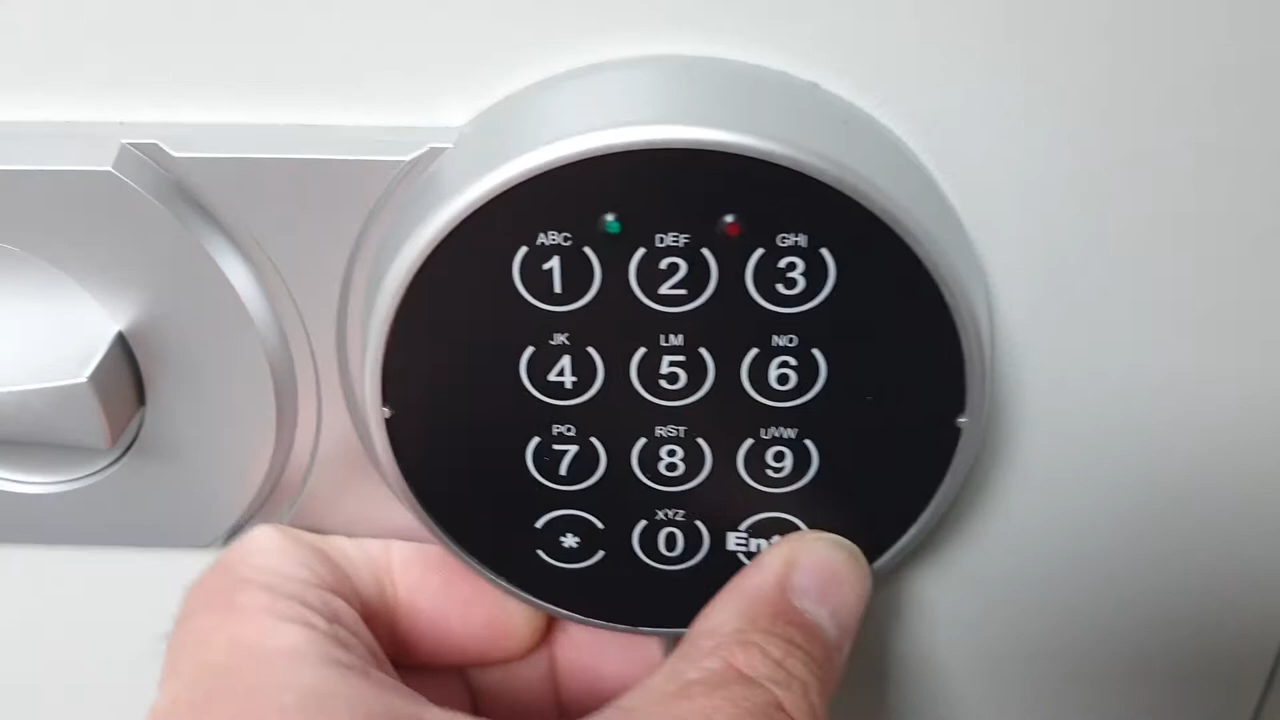 ABC DEF GHI
1 2 3
JK LM NO
4 5 6
PQ RST UVW
7 8 9
XYZ
* 0